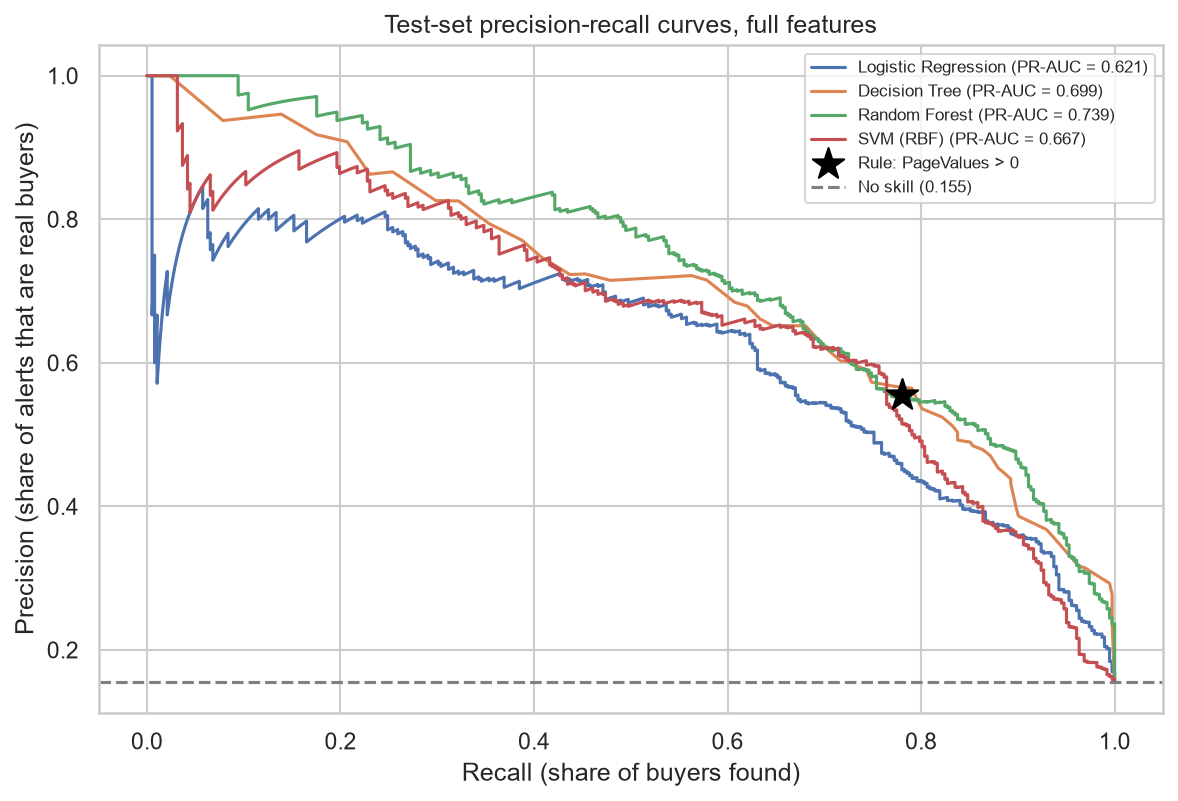 Test-set precision-recall curves, full features
Logistic Regression (PR-AUC = 0.621)
Decision Tree (PR-AUC = 0.699)
Random Forest (PR-AUC = 0.739)
SVM (RBF) (PR-AUC = 0.667)
Rule: PageValues > 0
No skill (0.155)
Precision (share of alerts that are real buyers)
1.0
0.8
0.6
0.4
0.2
0.0 0.2 0.4 0.6 0.8 1.0
Recall (share of buyers found)